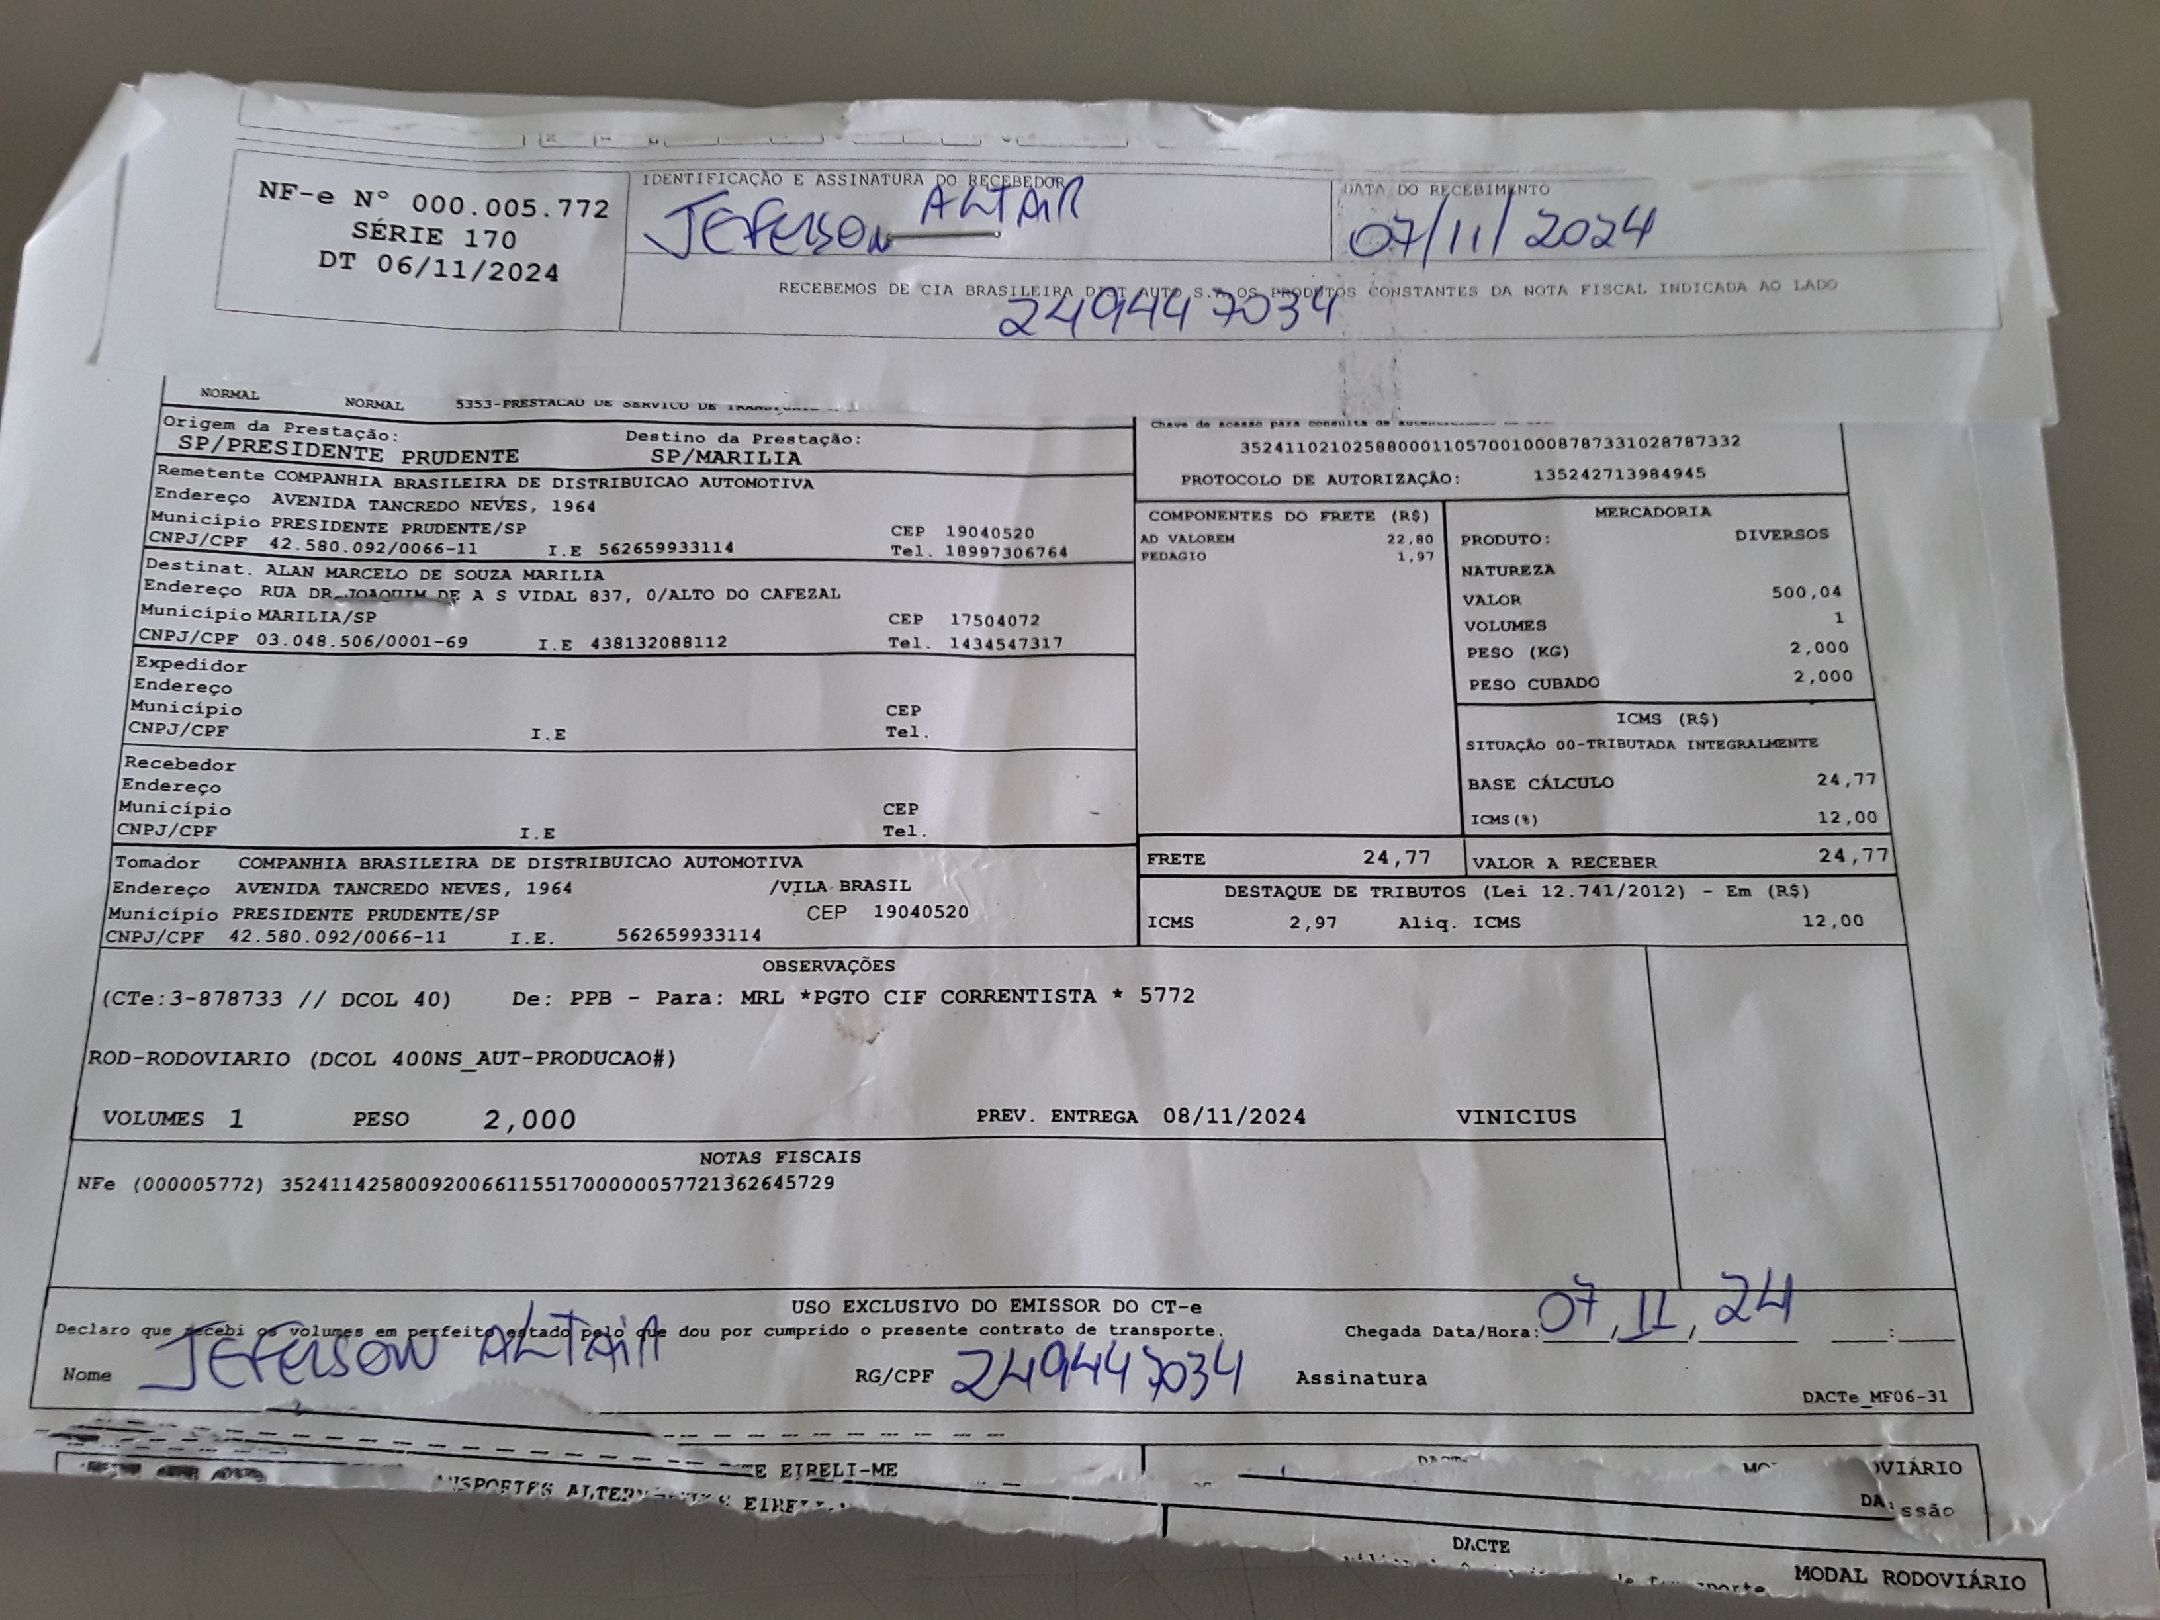 NF-e Nº 000.005.772
SÉRIE 170
DT 06/11/2024
IDENTIFICAÇÃO E ASSINATURA DO RECEBEDOR
JEFERSON ALTAIR
DATA DO RECEBIMENTO
07/11/2024
RECEBEMOS DE CIA BRASILEIRA DIST AUTO S.A OS PRODUTOS CONSTANTES DA NOTA FISCAL INDICADA AO LADO
249447034
NORMAL NORMAL 5353-PRESTACAO DE SERVICO DE
Origem da Prestação: Destino da Prestação:
SP/PRESIDENTE PRUDENTE SP/MARILIA
Remetente COMPANHIA BRASILEIRA DE DISTRIBUICAO AUTOMOTIVA
Endereço AVENIDA TANCREDO NEVES, 1964
Município PRESIDENTE PRUDENTE/SP CEP 19040520
CNPJ/CPF 42.580.092/0066-11 I.E 562659933114 Tel. 18997306764
Destinat. ALAN MARCELO DE SOUZA MARILIA
Endereço RUA DR JOAQUIM DE A S VIDAL 837, 0/ALTO DO CAFEZAL
Município MARILIA/SP CEP 17504072
CNPJ/CPF 03.048.506/0001-69 I.E 438132088112 Tel. 1434547317
Expedidor
Endereço
Município CEP
CNPJ/CPF I.E Tel.
Recebedor
Endereço
Município CEP
CNPJ/CPF I.E Tel.
Tomador COMPANHIA BRASILEIRA DE DISTRIBUICAO AUTOMOTIVA
Endereço AVENIDA TANCREDO NEVES, 1964 /VILA BRASIL
Município PRESIDENTE PRUDENTE/SP CEP 19040520
CNPJ/CPF 42.580.092/0066-11 I.E. 562659933114
Chave de acesso para consulta de
35241102102588000110570010008787331028787332
PROTOCOLO DE AUTORIZAÇÃO: 135242713984945
COMPONENTES DO FRETE (R$)
AD VALOREM 22,80
PEDAGIO 1,97
MERCADORIA
PRODUTO: DIVERSOS
NATUREZA
VALOR 500,04
VOLUMES 1
PESO (KG) 2,000
PESO CUBADO 2,000
ICMS (R$)
SITUAÇÃO 00-TRIBUTADA INTEGRALMENTE
BASE CÁLCULO 24,77
ICMS(%) 12,00
FRETE 24,77 VALOR A RECEBER 24,77
DESTAQUE DE TRIBUTOS (Lei 12.741/2012) - Em (R$)
ICMS 2,97 Aliq. ICMS 12,00
OBSERVAÇÕES
(CTe:3-878733 // DCOL 40) De: PPB - Para: MRL *PGTO CIF CORRENTISTA * 5772
ROD-RODOVIARIO (DCOL 400NS_AUT-PRODUCAO#)
VOLUMES 1 PESO 2,000 PREV. ENTREGA 08/11/2024 VINICIUS
NOTAS FISCAIS
NFe (000005772) 35241142580092006611551700000057721362645729
USO EXCLUSIVO DO EMISSOR DO CT-e
Declaro que recebi os volumes em perfeito estado pelo que dou por cumprido o presente contrato de transporte. Chegada Data/Hora: 07, 11, 24 :
Nome JEFERSON ALTAIR RG/CPF 249447034 Assinatura
DACTe_MF06-31
EIRELI-ME
DACTE
MODAL RODOVIÁRIO